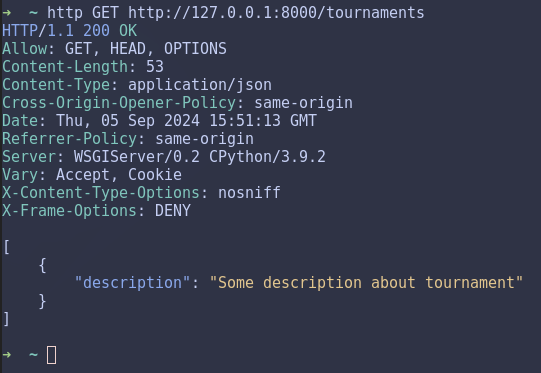 → ~ http GET http://127.0.0.1:8000/tournaments
HTTP/1.1 200 OK
Allow: GET, HEAD, OPTIONS
Content-Length: 53
Content-Type: application/json
Cross-Origin-Opener-Policy: same-origin
Date: Thu, 05 Sep 2024 15:51:13 GMT
Referrer-Policy: same-origin
Server: WSGIServer/0.2 CPython/3.9.2
Vary: Accept, Cookie
X-Content-Type-Options: nosniff
X-Frame-Options: DENY
[
{
"description": "Some description about tournament"
}
]
→ ~